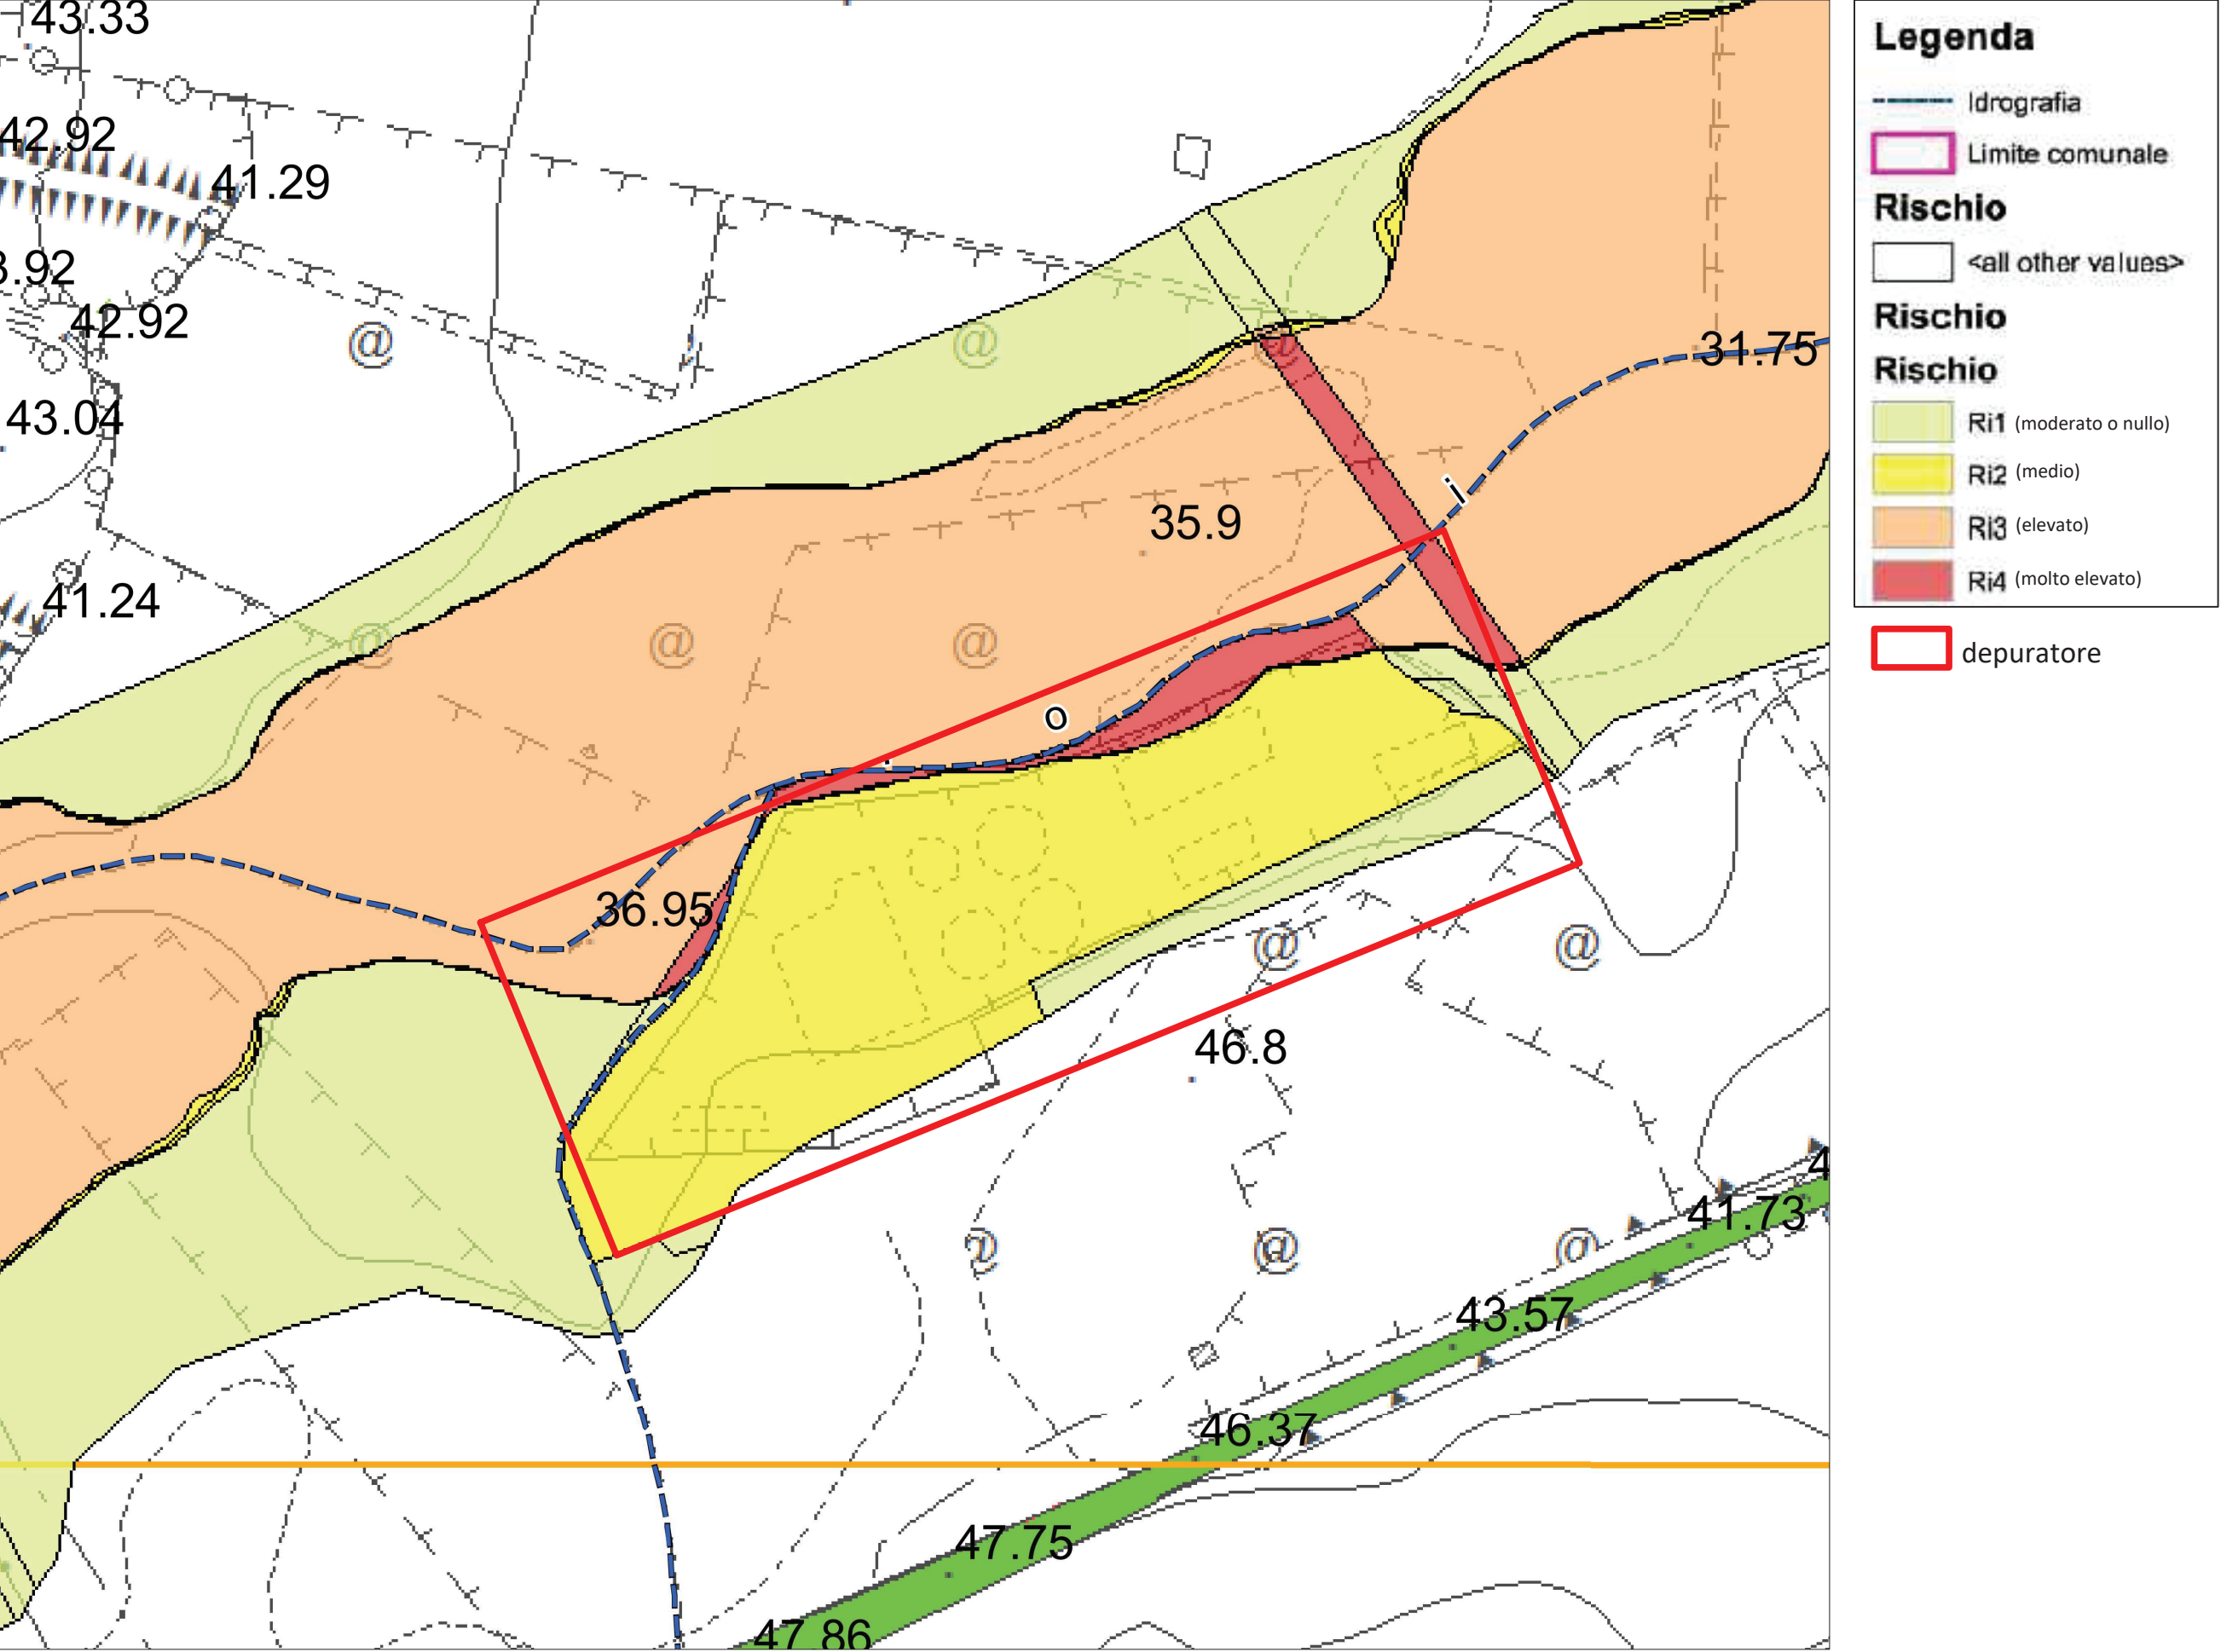 43.33
42.92
41.29
3.92
42.92
@
@
@
31.75
43.04
35.9
i
41.24
@
@
@
o
36.95
@
@
46.8
@
@
@
4
41.73
43.57
46.37
47.75
47.86
Legenda
Idrografia
Limite comunale
Rischio
<all other values>
Rischio
Rischio
Ri1 (moderato o nullo)
Ri2 (medio)
Ri3 (elevato)
Ri4 (molto elevato)
depuratore